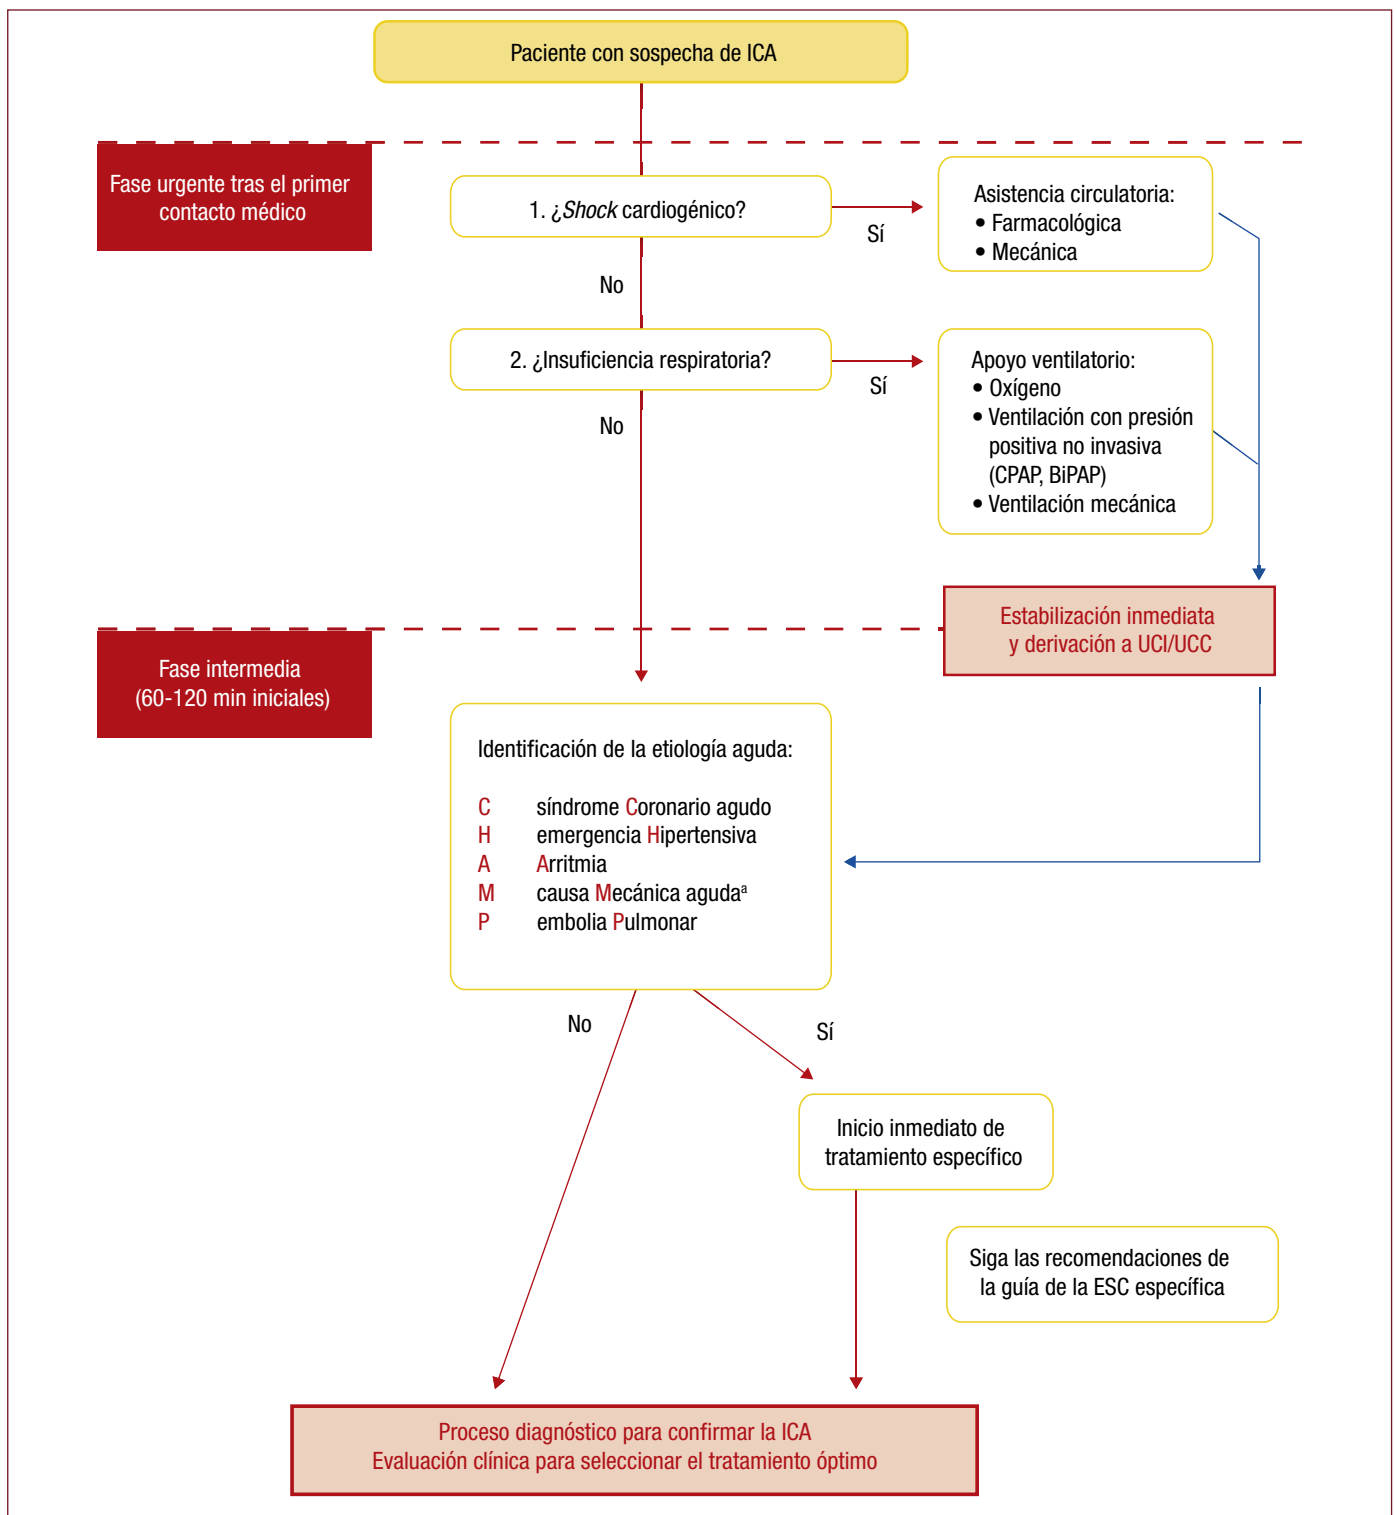 Paciente con sospecha de ICA
Fase urgente tras el primer
contacto médico
1. ¿Shock cardiogénico?
Sí
Asistencia circulatoria:
• Farmacológica
• Mecánica
No
2. ¿Insuficiencia respiratoria?
Sí
Apoyo ventilatorio:
• Oxígeno
• Ventilación con presión
positiva no invasiva
(CPAP, BiPAP)
• Ventilación mecánica
No
Estabilización inmediata
y derivación a UCI/UCC
Fase intermedia
(60-120 min iniciales)
Identificación de la etiología aguda:
C síndrome Coronario agudo
H emergencia Hipertensiva
A Arritmia
M causa Mecánica agudaª
P embolia Pulmonar
No
Sí
Inicio inmediato de
tratamiento específico
Siga las recomendaciones de
la guía de la ESC específica
Proceso diagnóstico para confirmar la ICA
Evaluación clínica para seleccionar el tratamiento óptimo